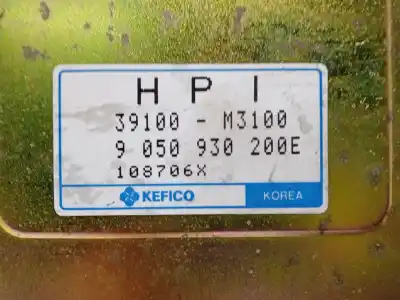 H P I
39100 - M3100
9 050 930 200E
108706X
KEFICO KOREA